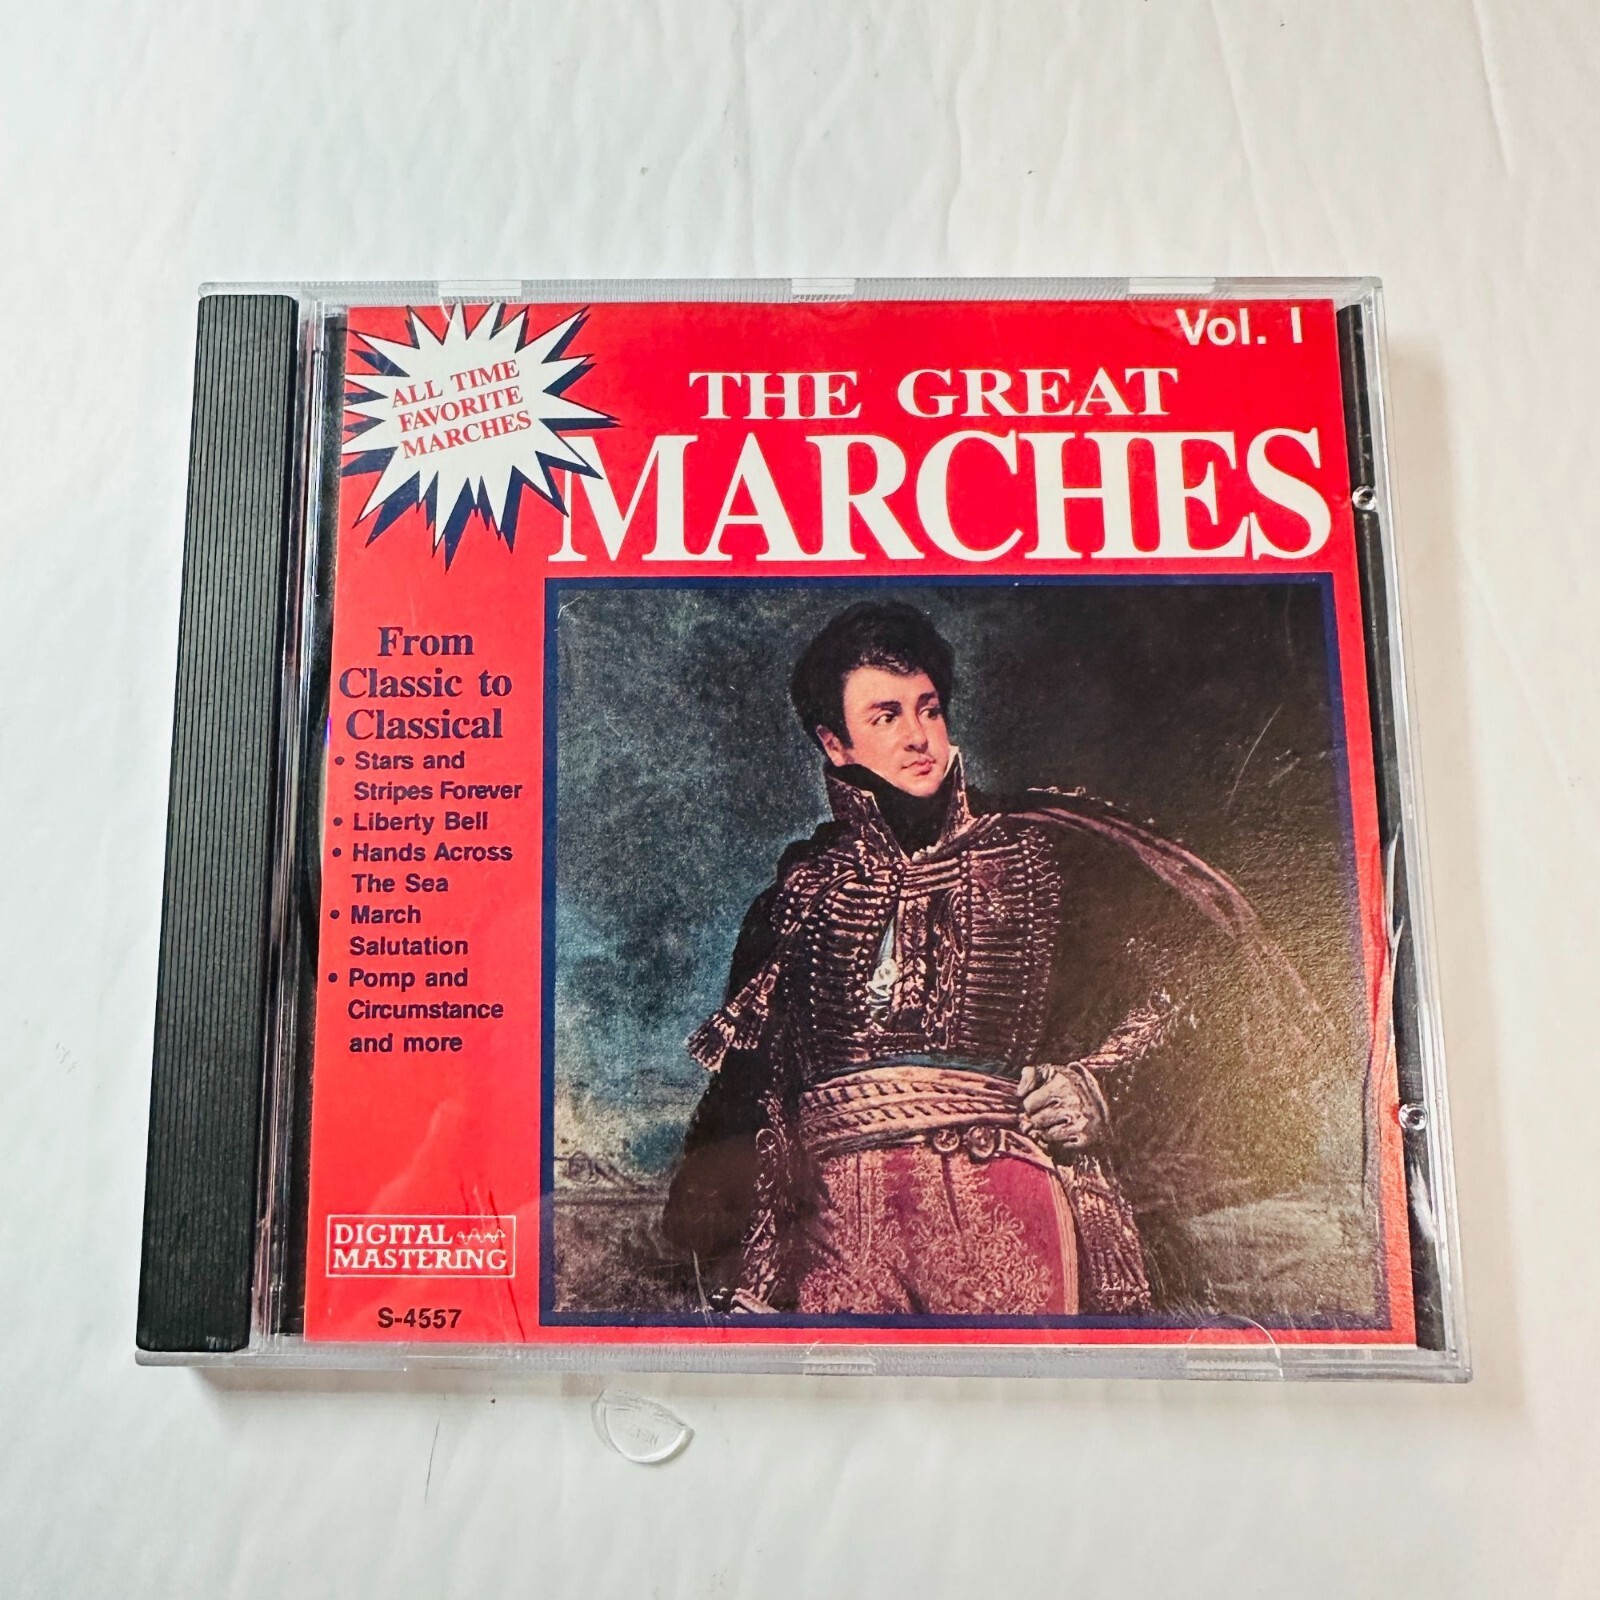 Vol. I
ALL TIME
FAVORITE
MARCHES
THE GREAT
MARCHES
From
Classic to
Classical
• Stars and
Stripes Forever
• Liberty Bell
• Hands Across
The Sea
• March
Salutation
• Pomp and
Circumstance
and more
DIGITAL
MASTERING
S-4557